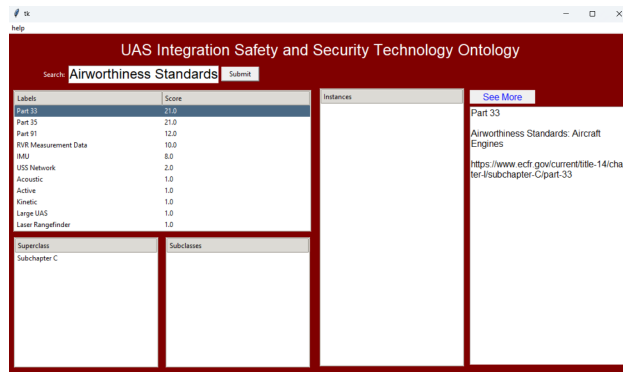 tk
help
UAS Integration Safety and Security Technology Ontology
Search: Airworthiness Standards Submit
Labels Score
Part 33 21.0
Part 35 21.0
Part 91 12.0
RVR Measurement Data 10.0
IMU 8.0
USS Network 2.0
Acoustic 1.0
Active 1.0
Kinetic 1.0
Large UAS 1.0
Laser Rangefinder 1.0
Superclass
Subchapter C
Subclasses
Instances
See More
Part 33
Airworthiness Standards: Aircraft
Engines
https://www.ecfr.gov/current/title-14/cha
ter-I/subchapter-C/part-33